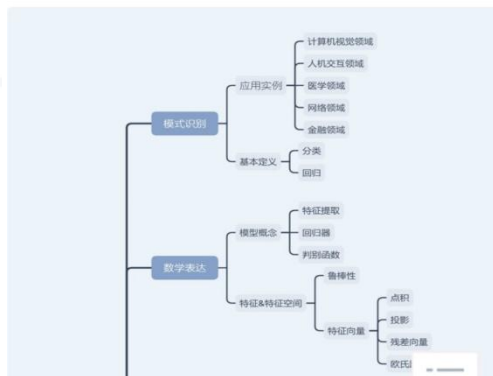 计算机视觉领域
人机交互领域
应用实例
医学领域
网络领域
模式识别
金融领域
分类
基本定义
回归
特征提取
模型概念
回归器
判别函数
数学表达
鲁棒性
特征&特征空间
点积
投影
特征向量
残差向量
欧氏